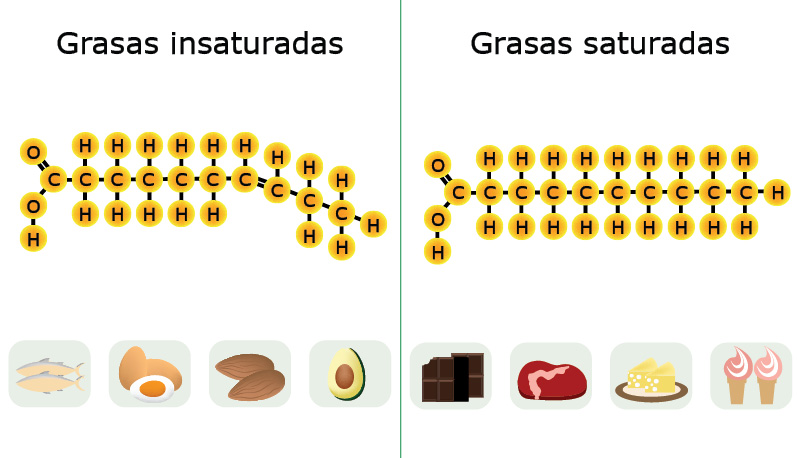 Grasas insaturadas
H H H H H H
O H H H
C C C C C C C C C C H
O H H H H H H H
H
Grasas saturadas
H H H H H H H H H
O
C C C C C C C C C C H
O H H H H H H H H H
H